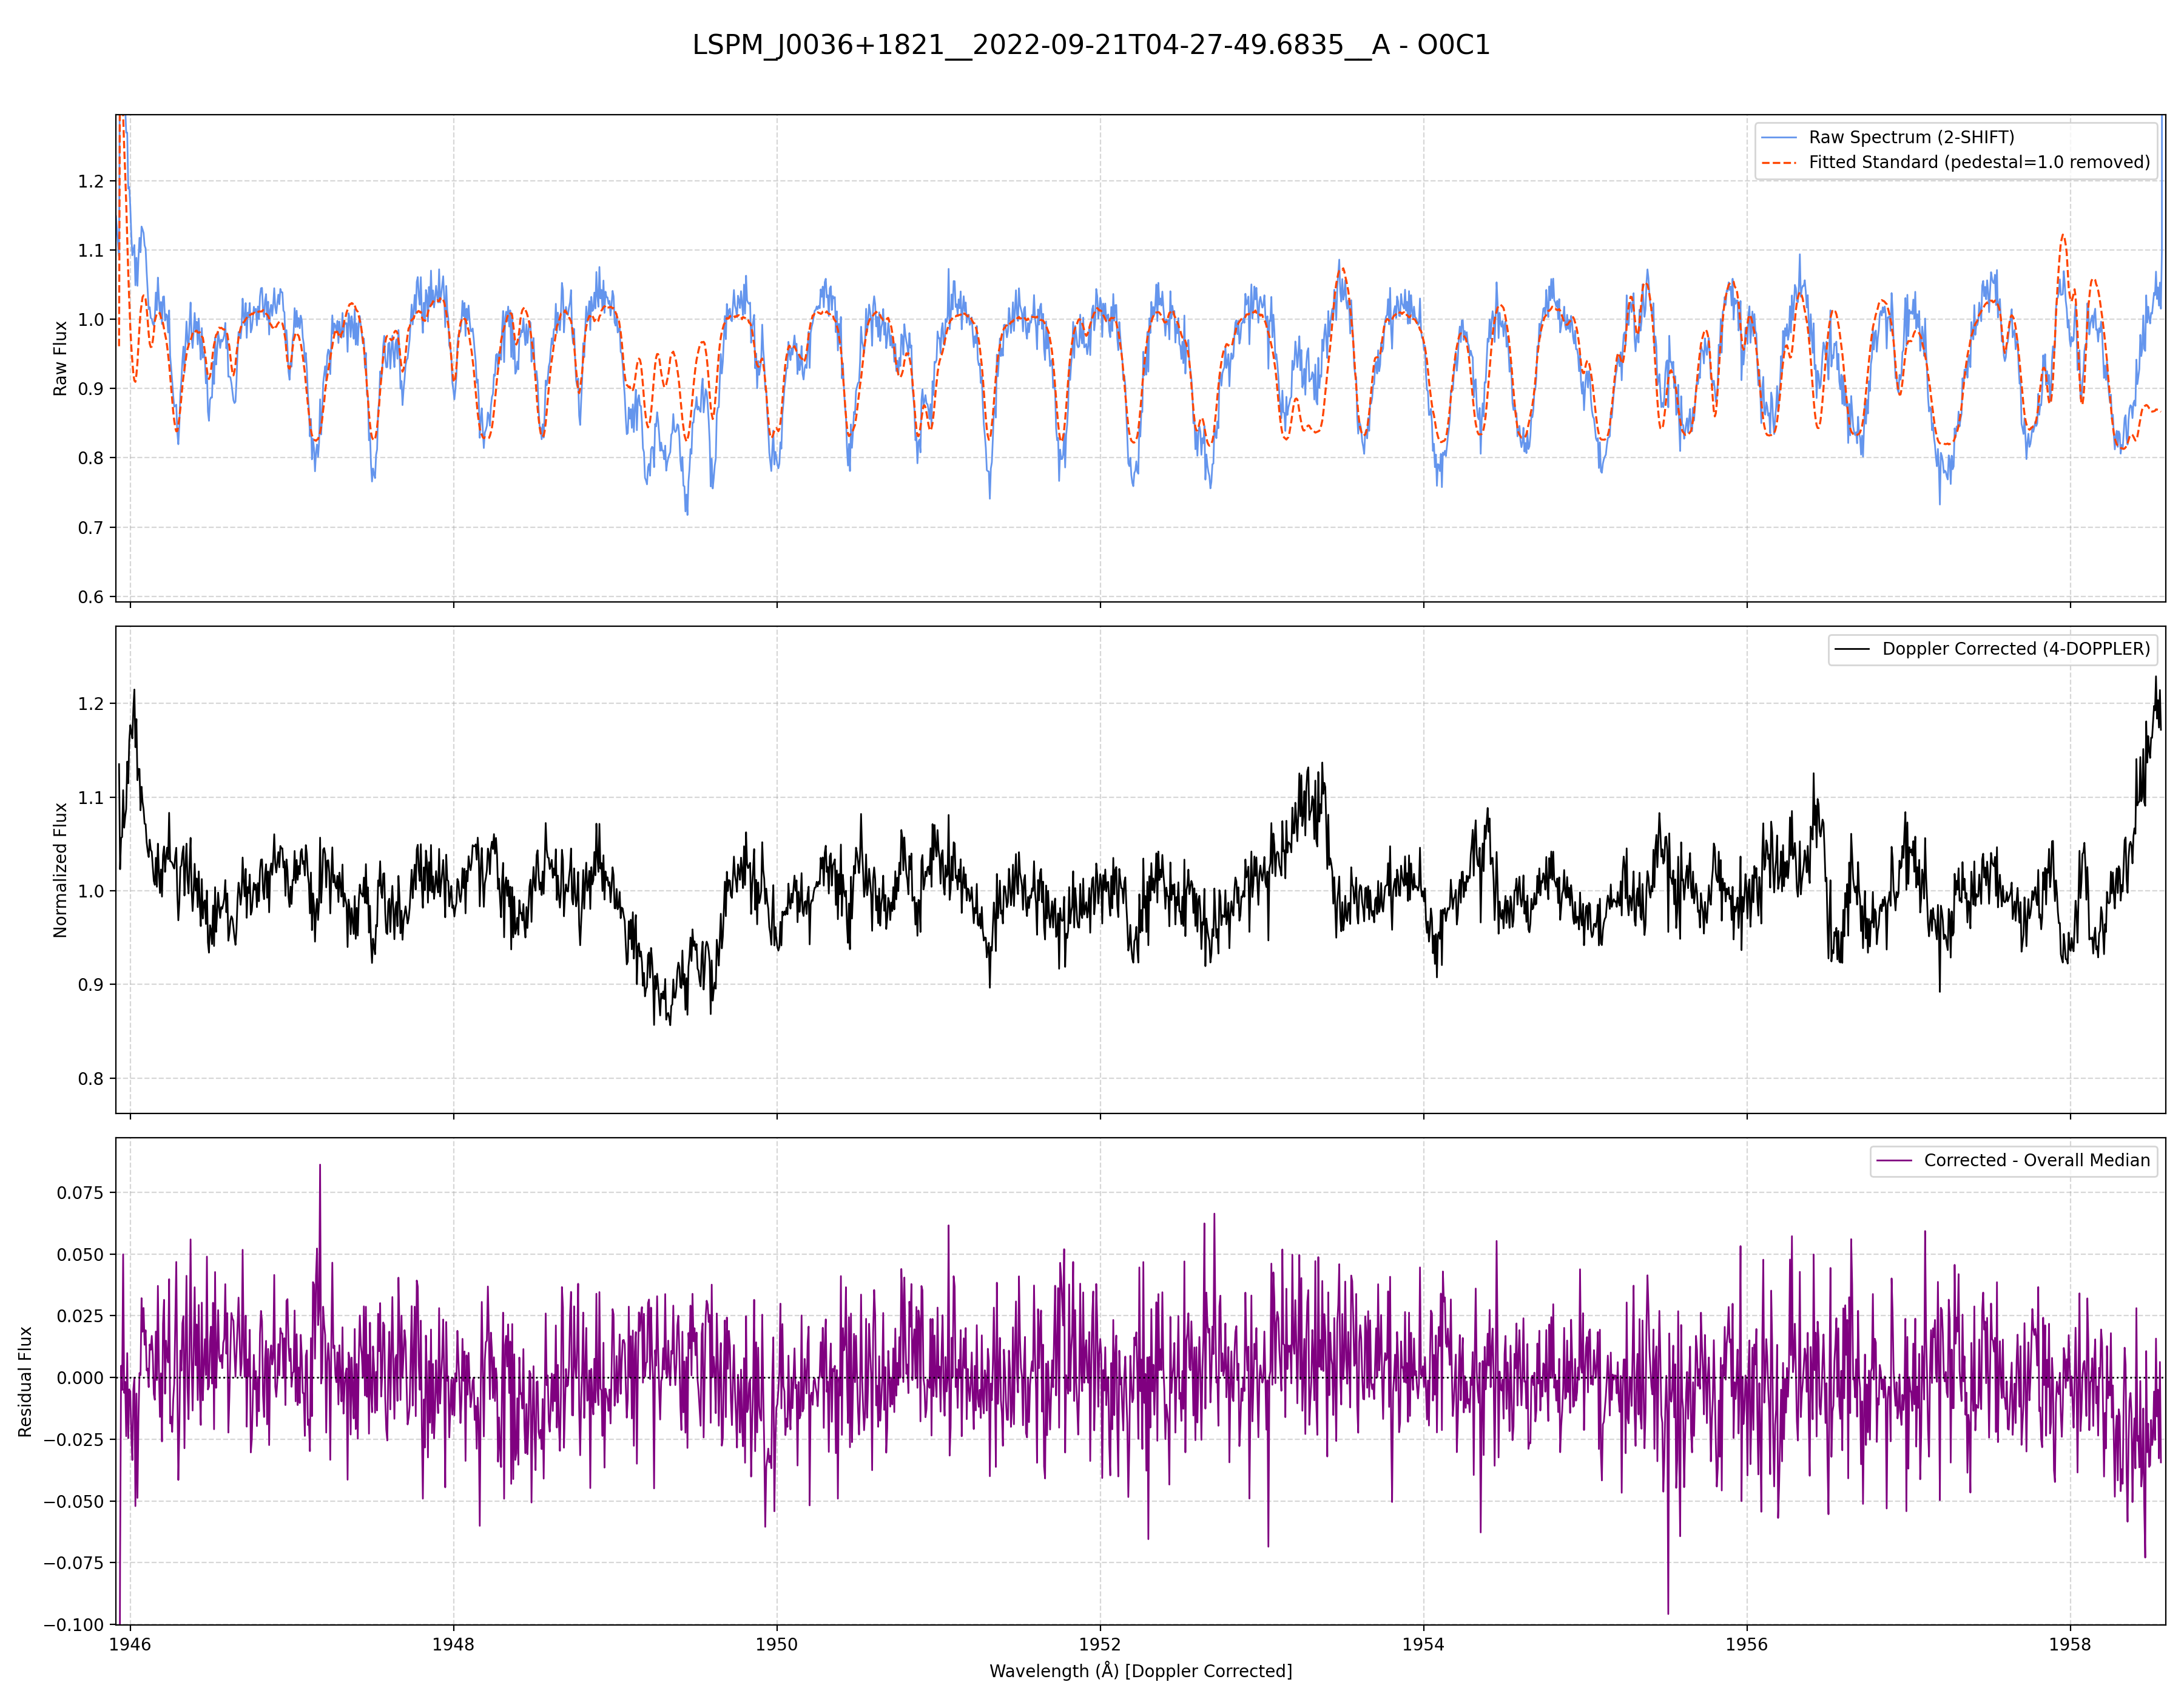 LSPM_J0036+1821__2022-09-21T04-27-49.6835__A - O0C1
Raw Spectrum (2-SHIFT)
Fitted Standard (pedestal=1.0 removed)
Raw Flux
1.2
1.1
1.0
0.9
0.8
0.7
0.6
Doppler Corrected (4-DOPPLER)
Normalized Flux
1.2
1.1
1.0
0.9
0.8
Corrected - Overall Median
Residual Flux
0.075
0.050
0.025
0.000
−0.025
−0.050
−0.075
−0.100
1946 1948 1950 1952 1954 1956 1958
Wavelength (Å) [Doppler Corrected]